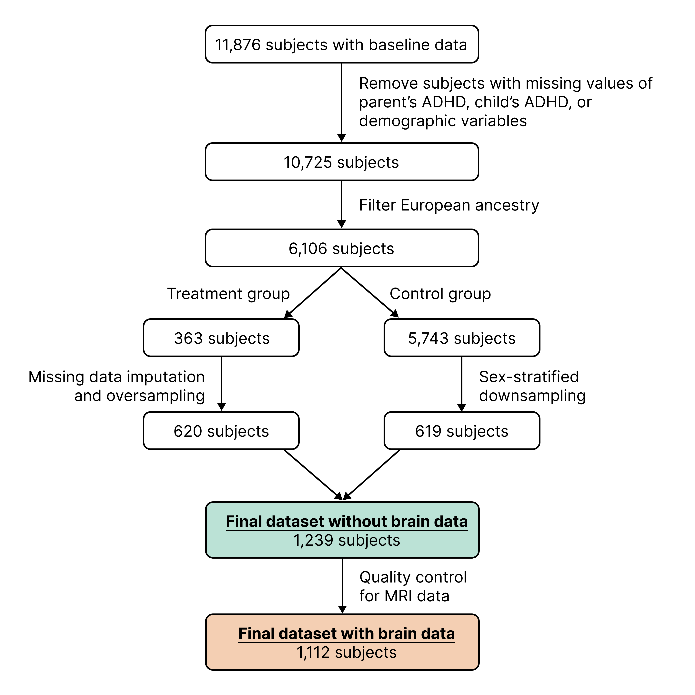 11,876 subjects with baseline data
Remove subjects with missing values of
parent's ADHD, child's ADHD, or
demographic variables
10,725 subjects
Filter European ancestry
6,106 subjects
Treatment group
Control group
363 subjects
5,743 subjects
Missing data imputation
and oversampling
Sex-stratified
downsampling
620 subjects
619 subjects
Final dataset without brain data
1,239 subjects
Quality control
for MRI data
Final dataset with brain data
1,112 subjects